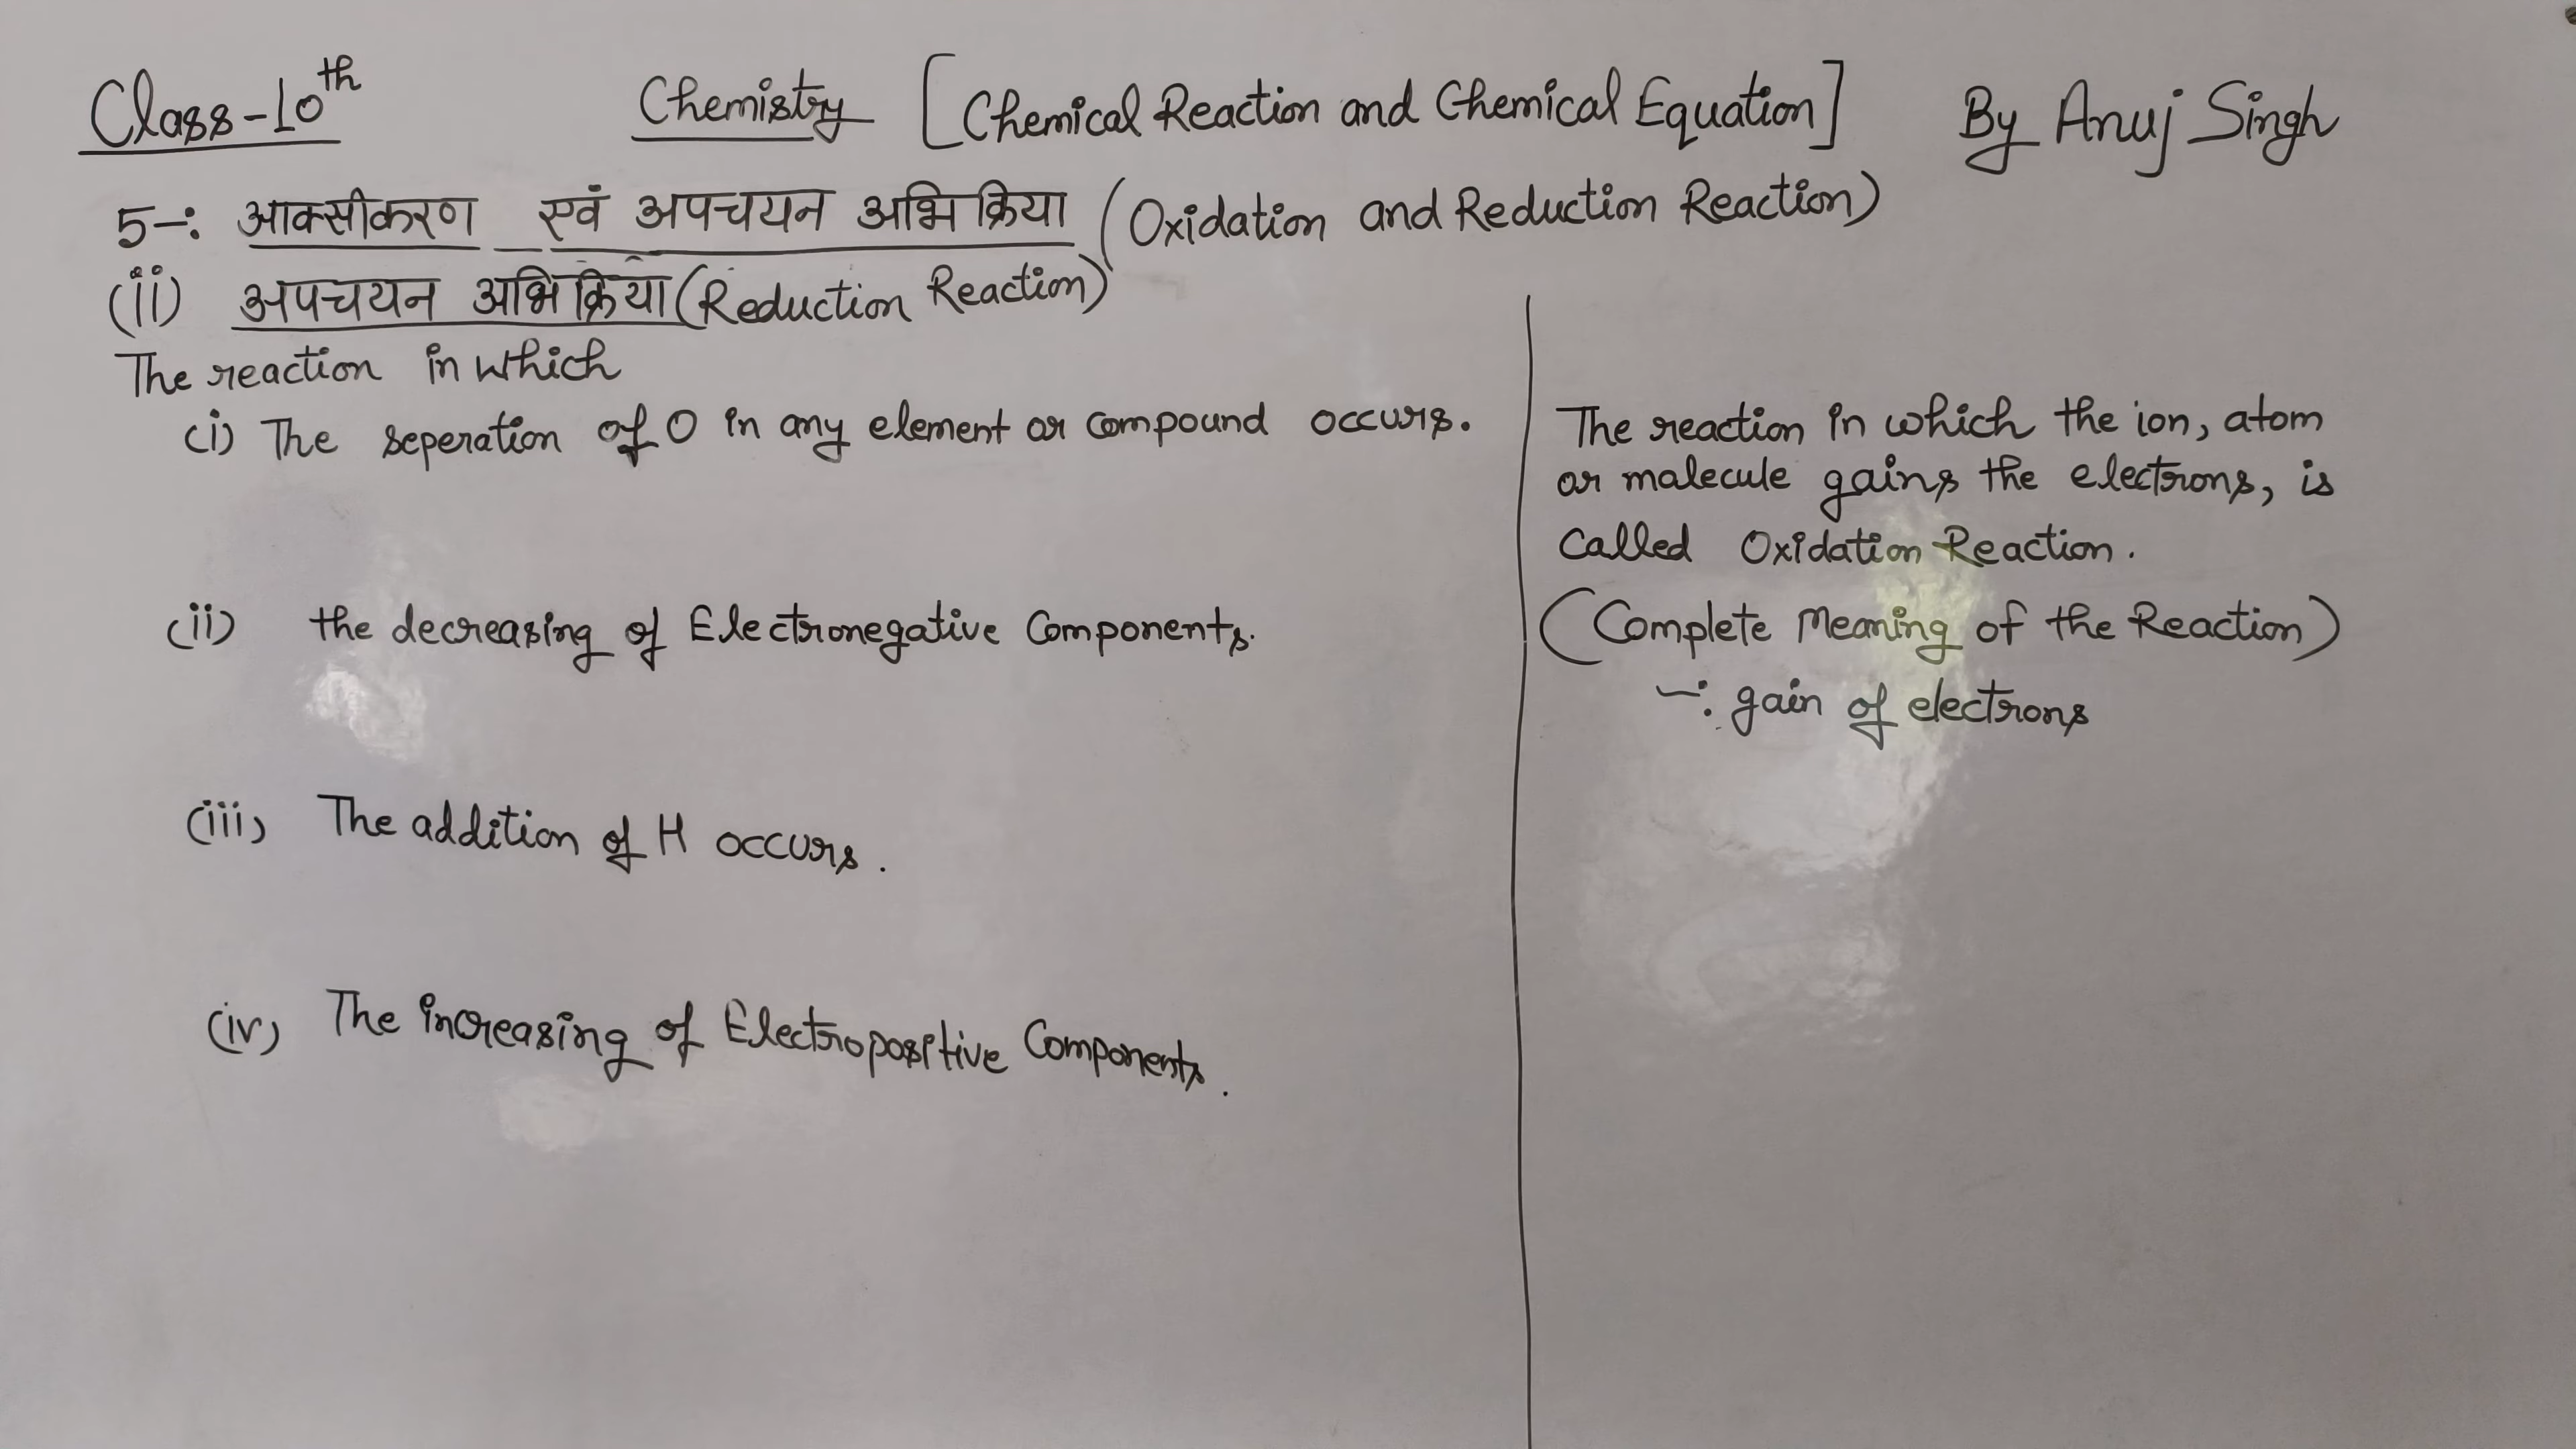 Class-10th Chemistry [Chemical Reaction and Chemical Equation] By Anuj Singh
5-: आक्सीकरण एवं अपचयन अभिक्रिया (Oxidation and Reduction Reaction)
(ii) अपचयन अभिक्रिया (Reduction Reaction)
The reaction in which
(i) The seperation of O in any element or compound occurs.
(ii) the decreasing of Electronegative Components.
(iii) The addition of H occurs.
(iv) The increasing of Electropositive Components.
The reaction in which the ion, atom
or malecule gains the electrons, is
called Oxidation Reaction.
(Complete Meaning of the Reaction)
-: gain of electrons